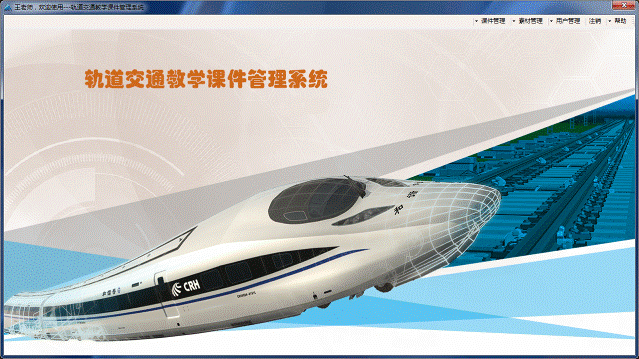 王老师，欢迎使用---轨道交通教学课件管理系统
课件管理 素材管理 用户管理 注销 帮助
轨道交通教学课件管理系统
和谐
CRH